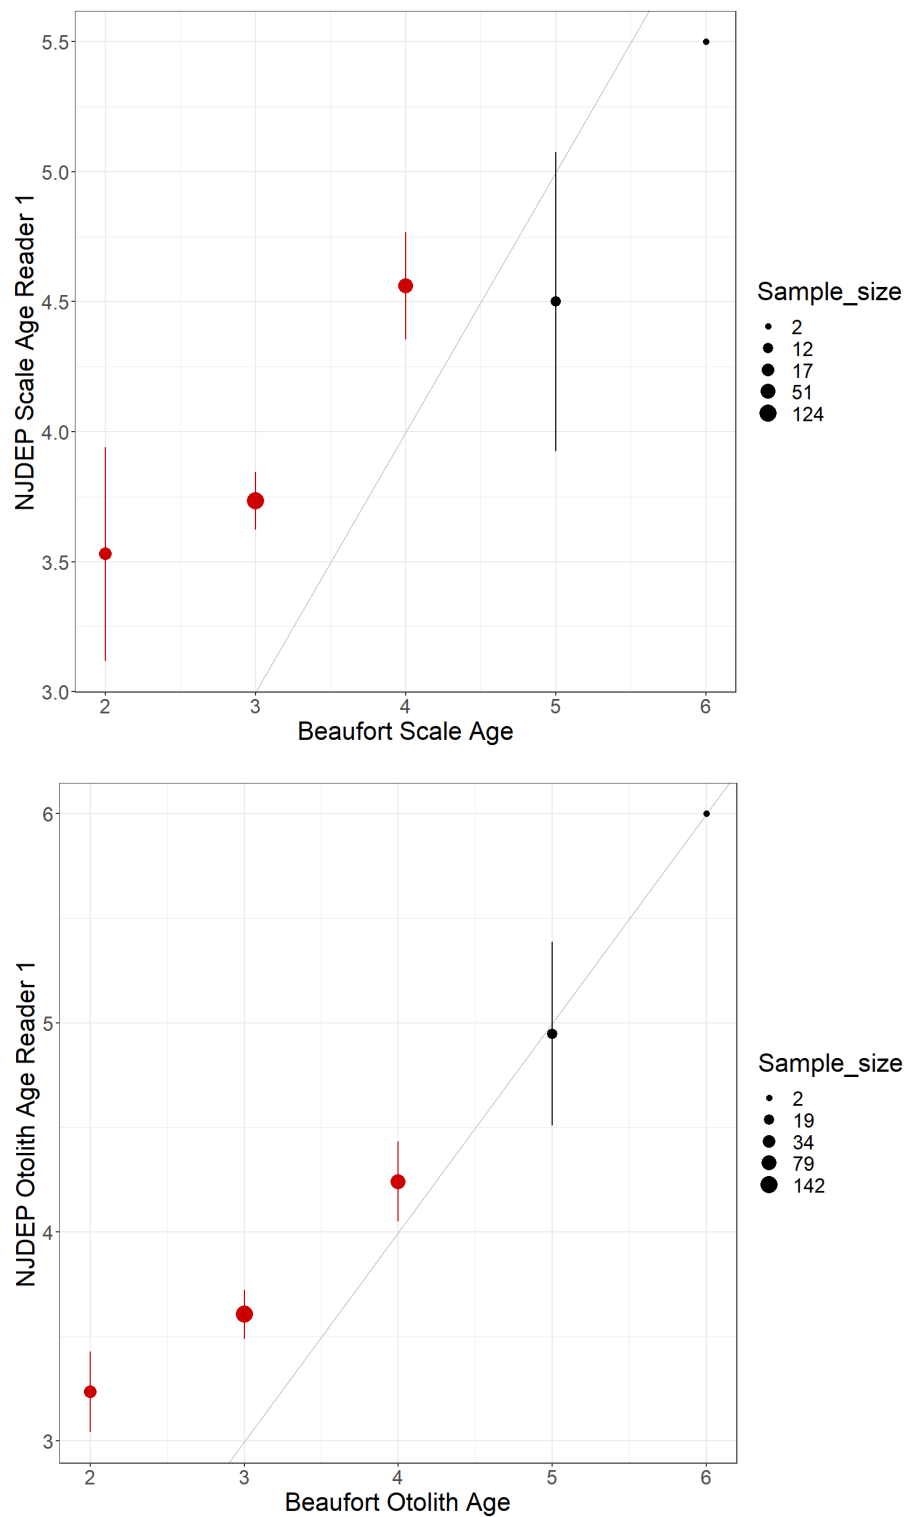 5.5
5.0
4.5
4.0
3.5
3.0
NJDEP Scale Age Reader 1
2 3 4 5 6
Beaufort Scale Age
Sample_size
2
12
17
51
124
6
5
4
3
NJDEP Otolith Age Reader 1
2 3 4 5 6
Beaufort Otolith Age
Sample_size
2
19
34
79
142